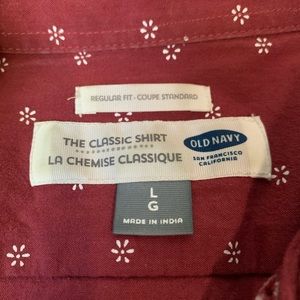 REGULAR FIT - COUPE STANDARD
THE CLASSIC SHIRT
LA CHEMISE CLASSIQUE
OLD NAVY
SAN FRANCISCO
CALIFORNIA
L
G
MADE IN INDIA